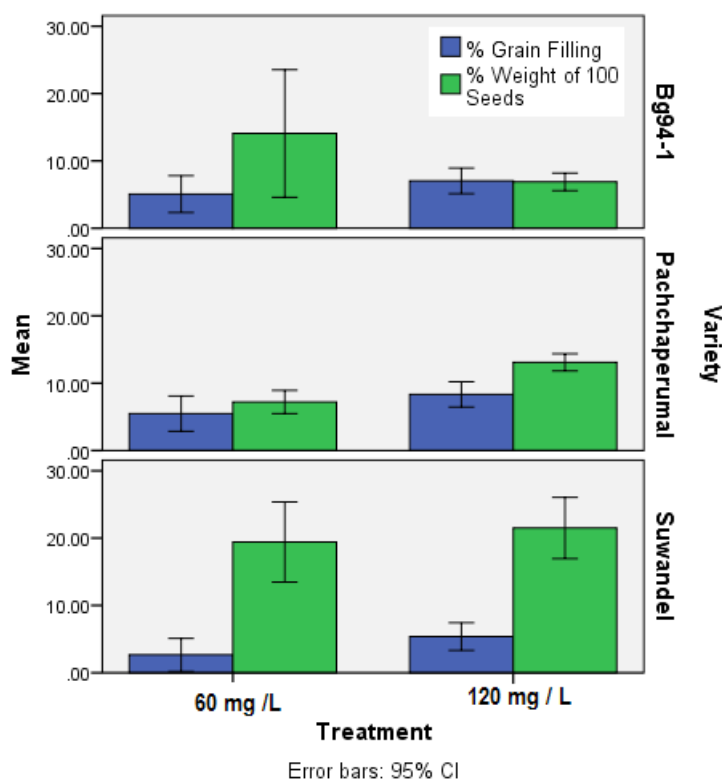 30.00
20.00
10.00
.00
% Grain Filling
% Weight of 100
Seeds
Bg94-1
30.00
20.00
10.00
.00
Pachchaperumal
30.00
20.00
10.00
.00
Suwandel
Mean
Variety
60 mg /L
120 mg / L
Treatment
Error bars: 95% CI